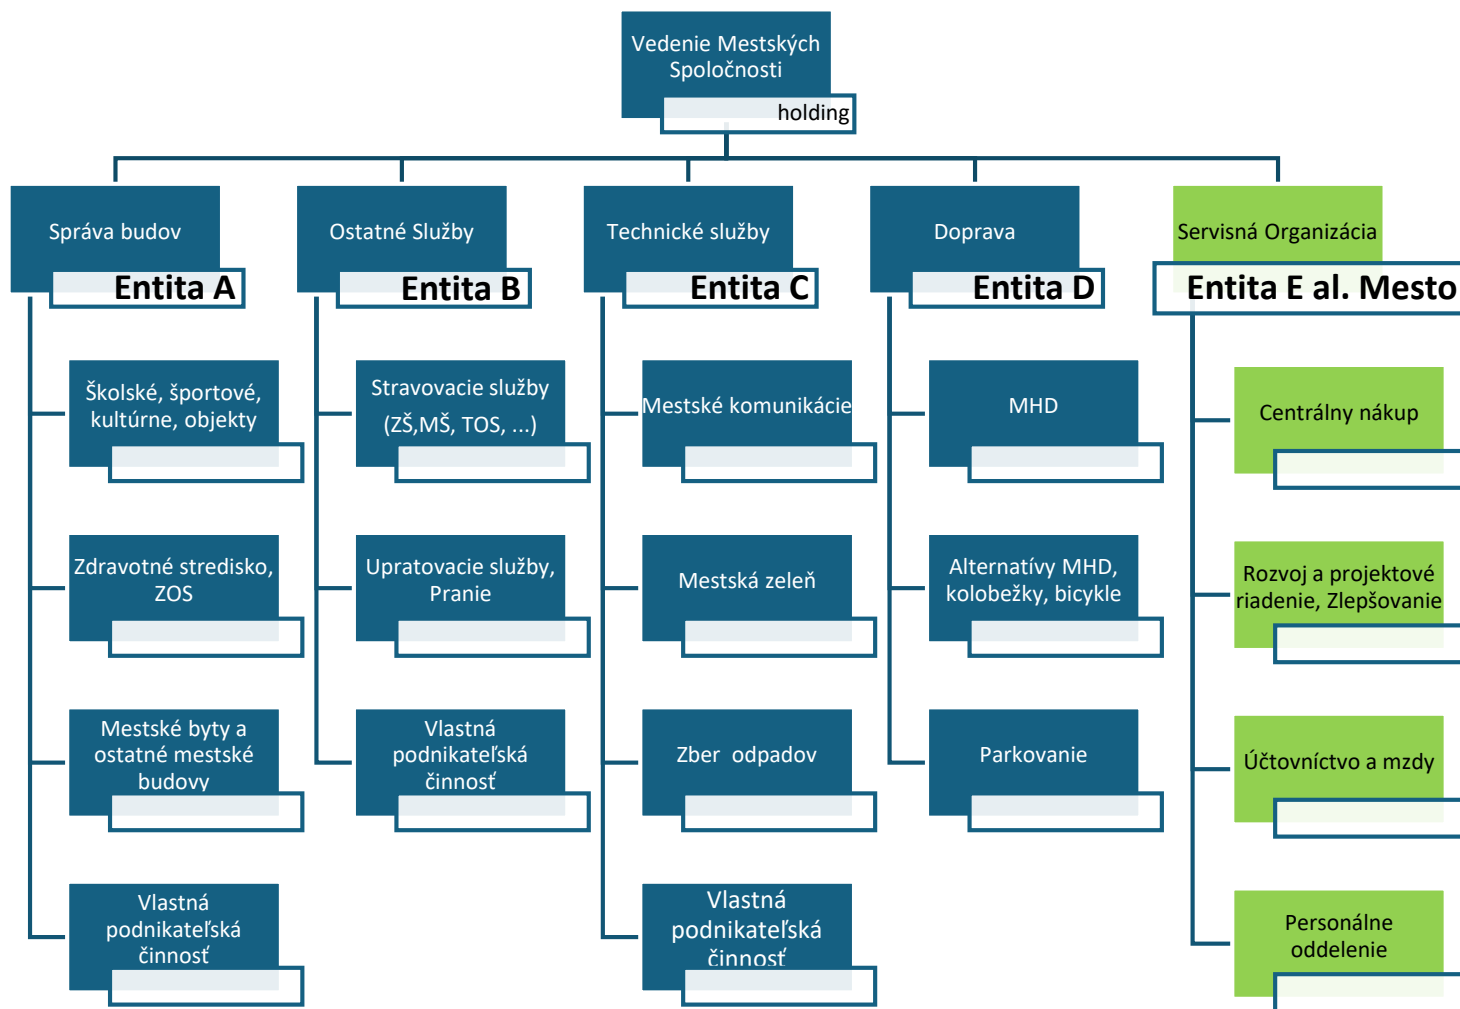 Vedenie Mestských
Spoločnosti
holding
Správa budov
Entita A
Ostatné Služby
Entita B
Technické služby
Entita C
Doprava
Entita D
Servisná Organizácia
Entita E al. Mesto
Školské, športové,
kultúrne, objekty
Zdravotné stredisko,
ZOS
Mestské byty a
ostatné mestské
budovy
Vlastná
podnikateľská
činnosť
Stravovacie služby
(ZŠ,MŠ, TOS, ...)
Upratovacie služby,
Pranie
Vlastná
podnikateľská
činnosť
Mestské komunikácie
Mestská zeleň
Zber odpadov
Vlastná
podnikateľská
činnosť
MHD
Alternatívy MHD,
kolobežky, bicykle
Parkovanie
Centrálny nákup
Rozvoj a projektové
riadenie, Zlepšovanie
Účtovníctvo a mzdy
Personálne
oddelenie